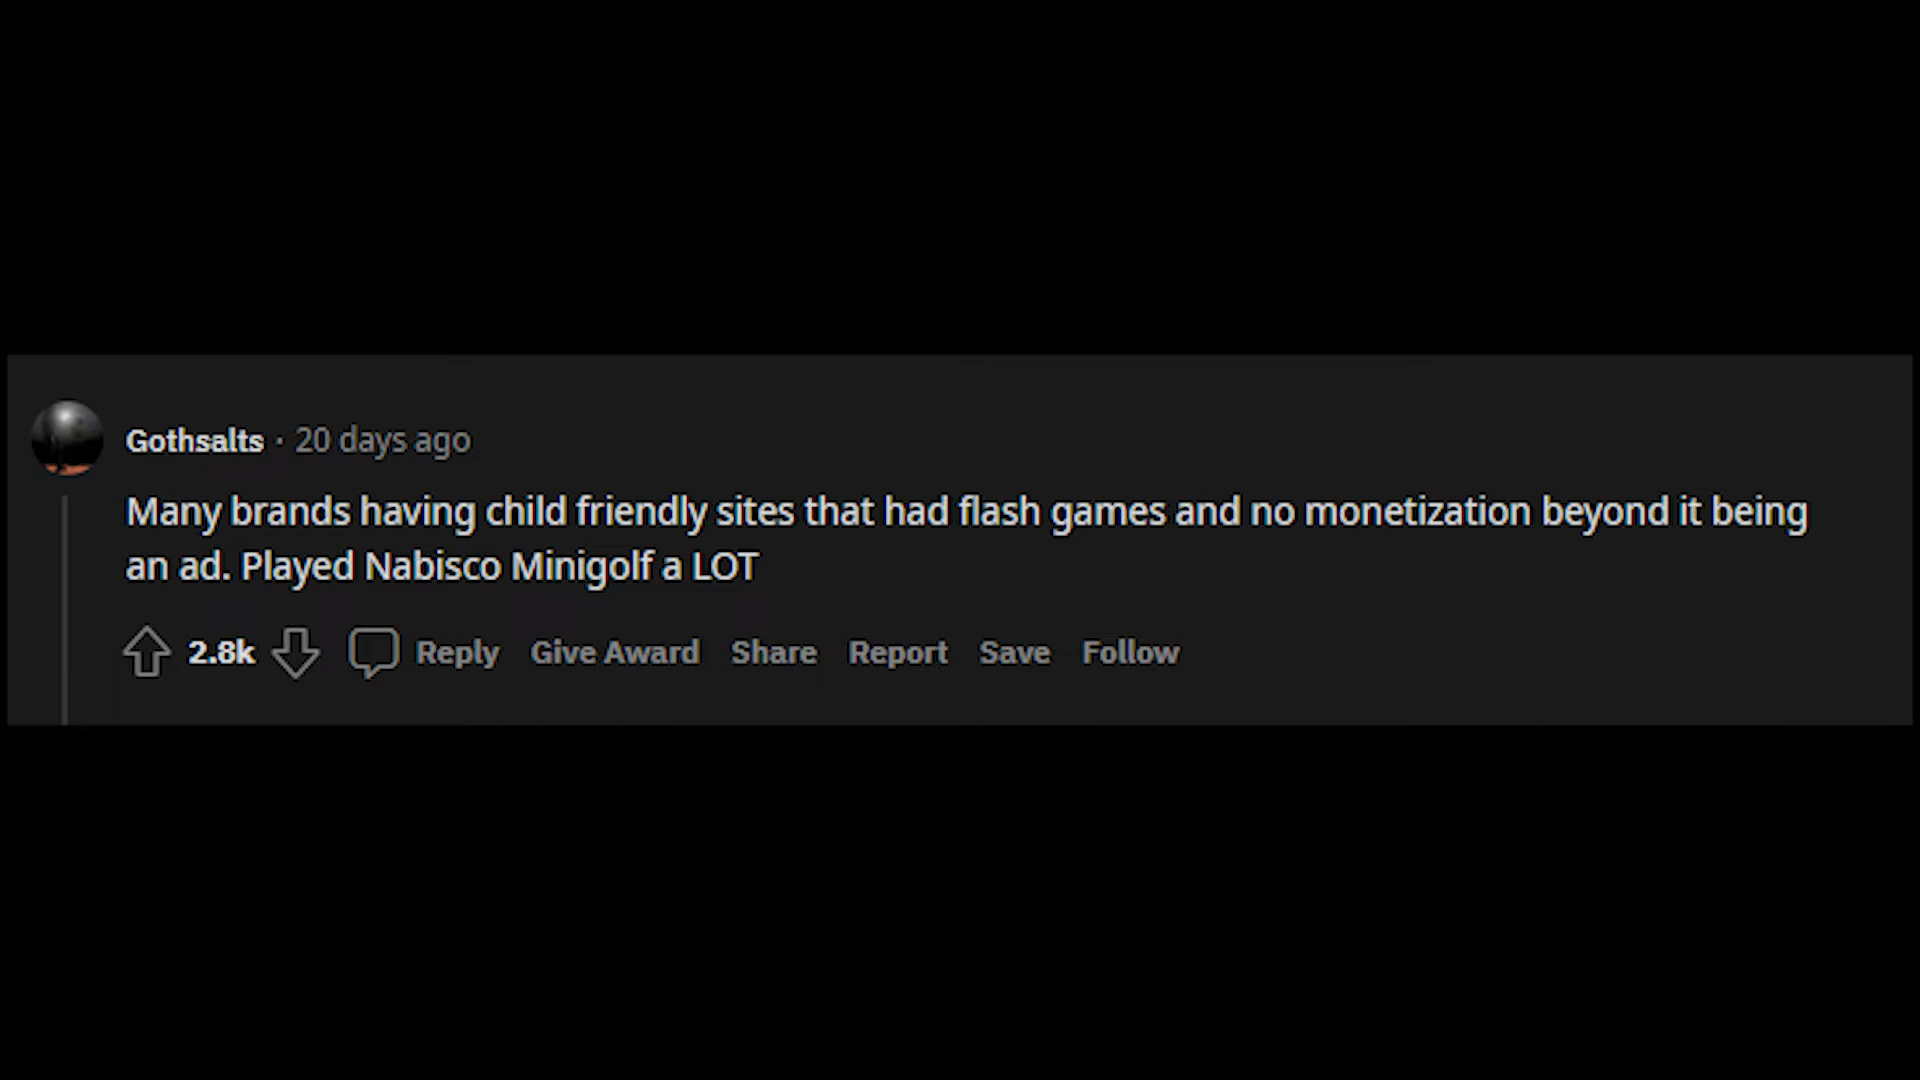 Gothsalts · 20 days ago
Many brands having child friendly sites that had flash games and no monetization beyond it being
an ad. Played Nabisco Minigolf a LOT
2.8k Reply Give Award Share Report Save Follow